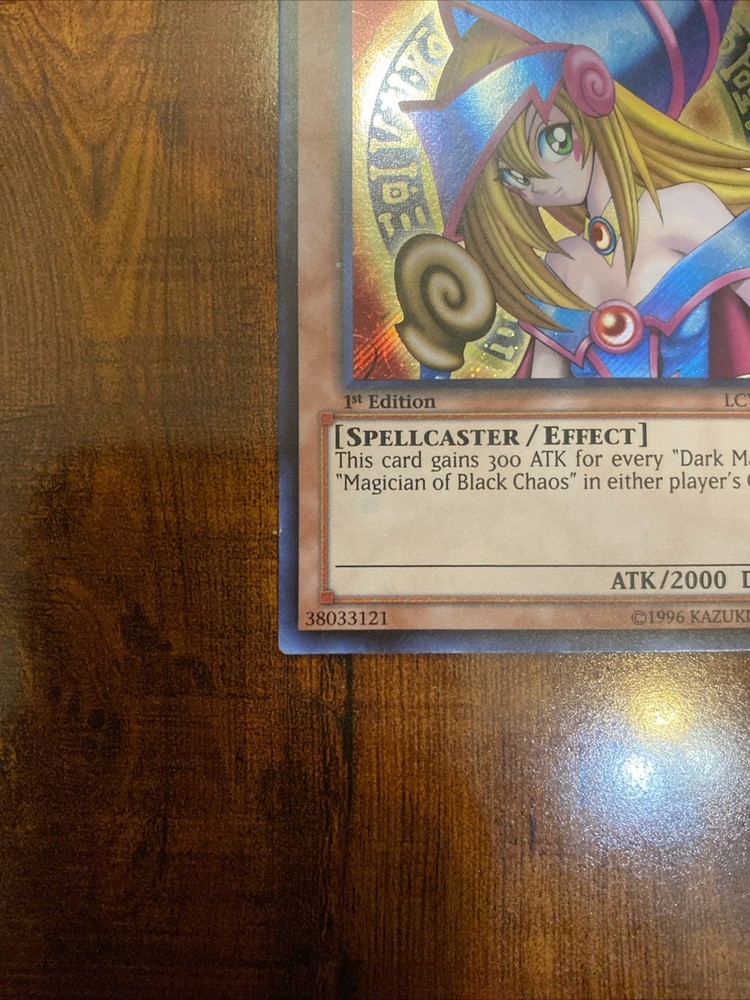 1st Edition
LC
[SPELLCASTER / EFFECT]
This card gains 300 ATK for every "Dark Ma
"Magician of Black Chaos" in either player's
ATK/2000 D
38033121
©1996 KAZUKI